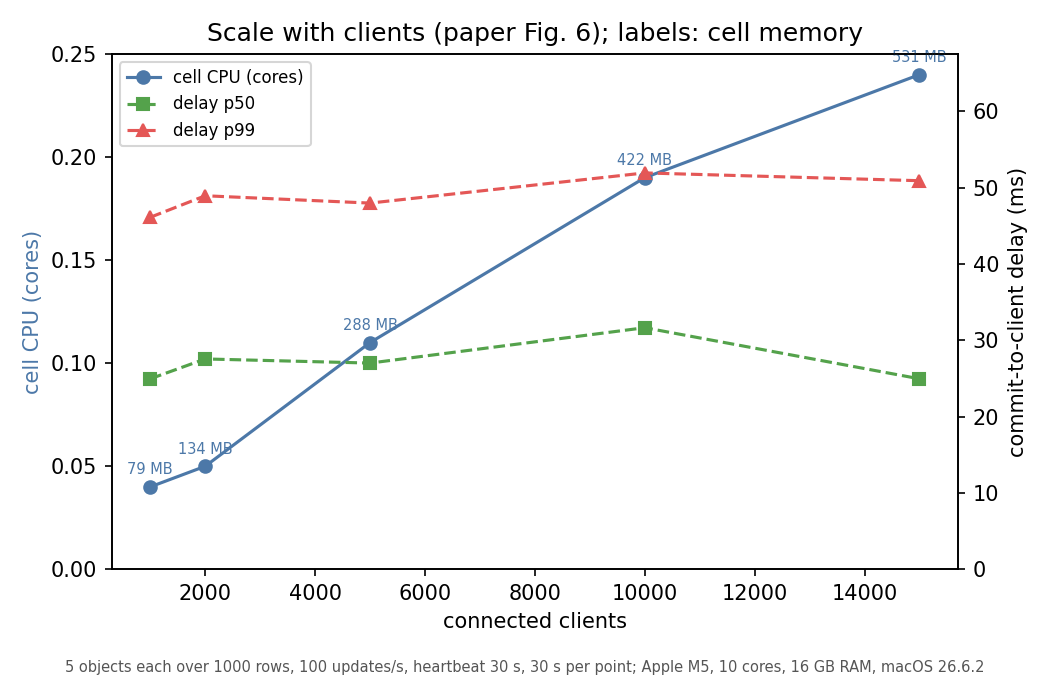 Scale with clients (paper Fig. 6); labels: cell memory
cell CPU (cores)
delay p50
delay p99
531 MB
422 MB
288 MB
134 MB
79 MB
0.25
0.20
0.15
0.10
0.05
0.00
cell CPU (cores)
60
50
40
30
20
10
0
commit-to-client delay (ms)
2000 4000 6000 8000 10000 12000 14000
connected clients
5 objects each over 1000 rows, 100 updates/s, heartbeat 30 s, 30 s per point; Apple M5, 10 cores, 16 GB RAM, macOS 26.6.2